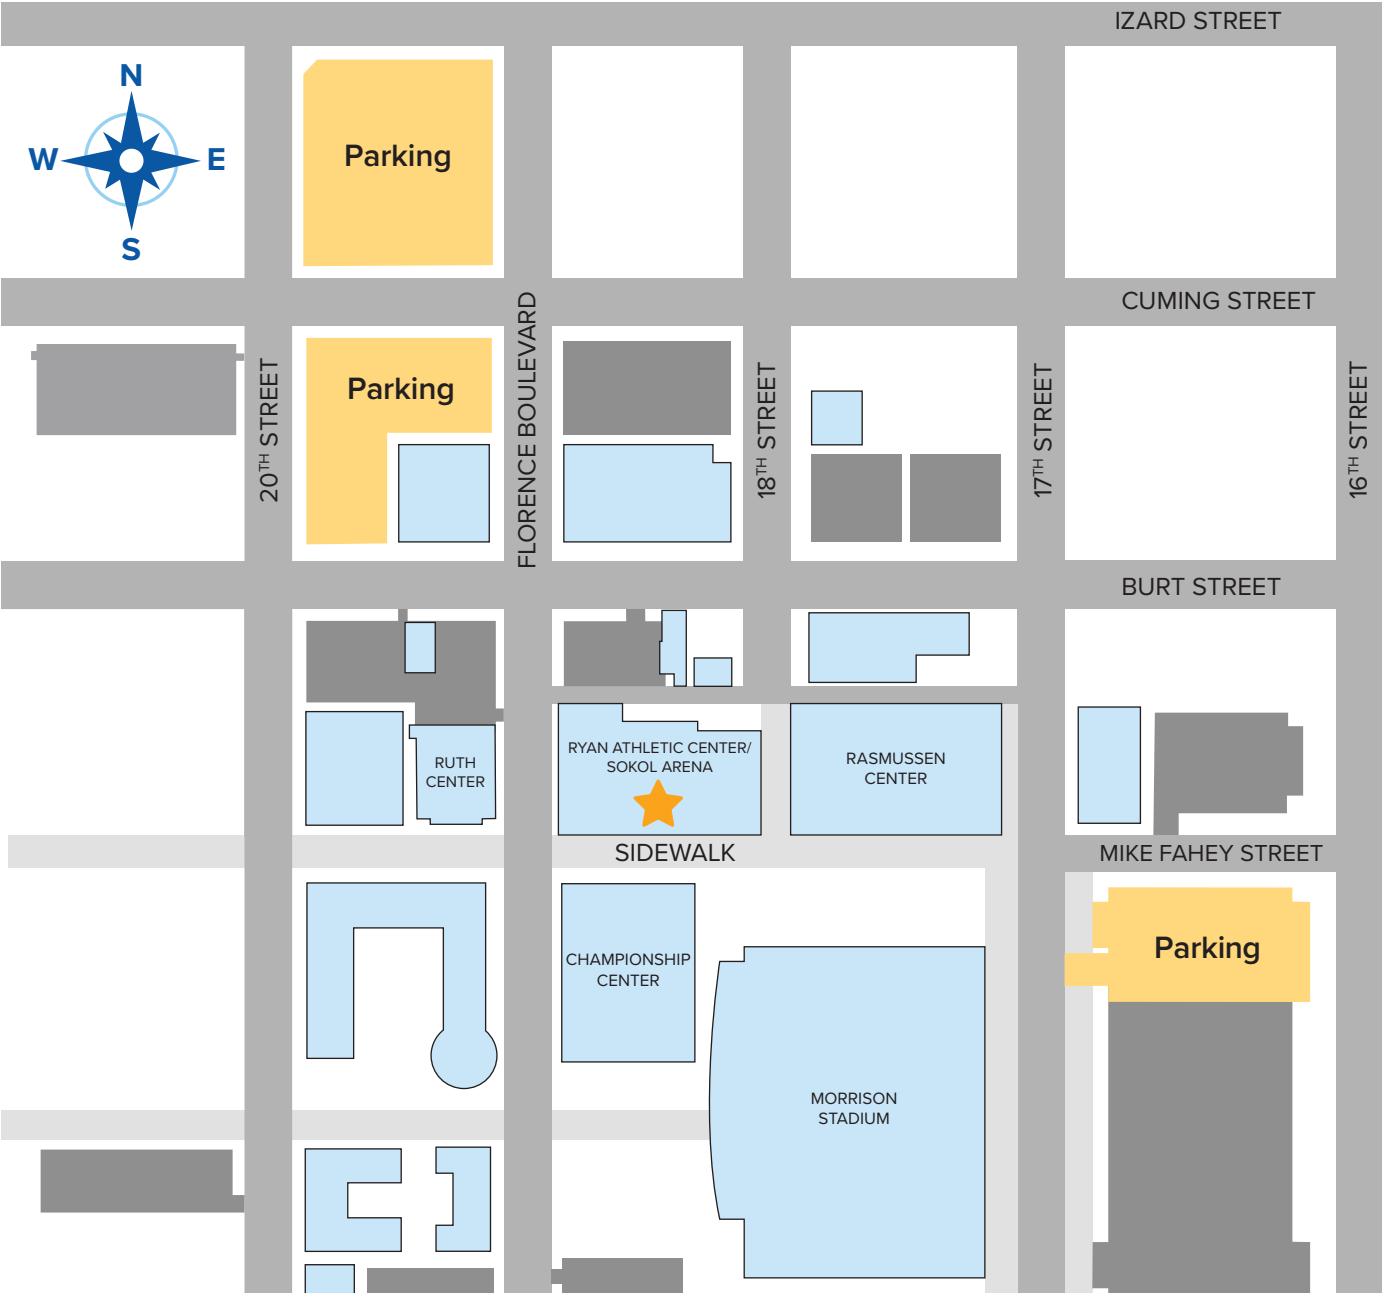 IZARD STREET
N
W
E
S
Parking
CUMING STREET
Parking
20TH STREET
FLORENCE BOULEVARD
18TH STREET
17TH STREET
16TH STREET
BURT STREET
RUTH
CENTER
RYAN ATHLETIC CENTER/
SOKOL ARENA
RASMUSSEN
CENTER
SIDEWALK
MIKE FAHEY STREET
Parking
CHAMPIONSHIP
CENTER
MORRISON
STADIUM